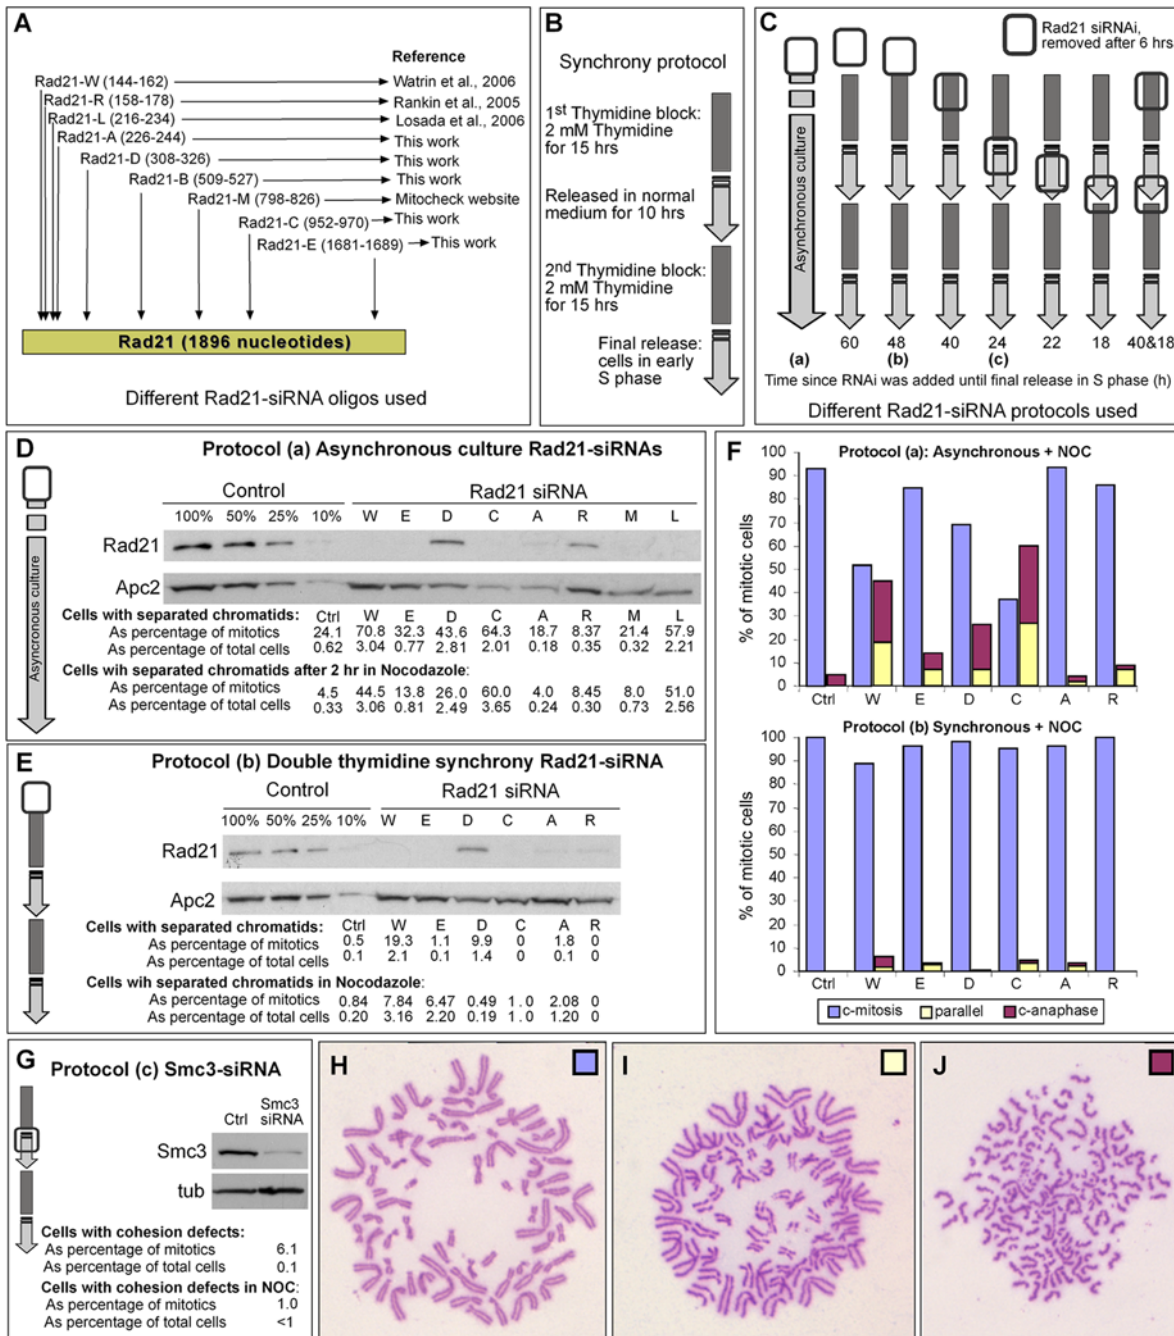 A
Reference
Rad21-W (144-162) Watrin et al., 2006
Rad21-R (158-178) Rankin et al., 2005
Rad21-L (216-234) Losada et al., 2006
Rad21-A (226-244) This work
Rad21-D (308-326) This work
Rad21-B (509-527) This work
Rad21-M (798-826) Mitocheck website
Rad21-C (952-970) This work
Rad21-E (1681-1689) This work
Rad21 (1896 nucleotides)
Different Rad21-siRNA oligos used
B
Synchrony protocol
1st Thymidine block:
2 mM Thymidine
for 15 hrs
Released in normal
medium for 10 hrs
2nd Thymidine block:
2 mM Thymidine
for 15 hrs
Final release:
cells in early
S phase
C
Rad21 siRNAi,
removed after 6 hrs
Asynchronous culture
60 48 40 24 22 18 40&18
(a) (b) (c)
Time since RNAi was added until final release in S phase (h)
Different Rad21-siRNA protocols used
D
Protocol (a) Asynchronous culture Rad21-siRNAs
Control Rad21 siRNA
100% 50% 25% 10% W E D C A R M L
Rad21
Apc2
Asyncronous culture
Cells with separated chromatids: Ctrl W E D C A R M L
As percentage of mitotics 24.1 70.8 32.3 43.6 64.3 18.7 8.37 21.4 57.9
As percentage of total cells 0.62 3.04 0.77 2.81 2.01 0.18 0.35 0.32 2.21
Cells wih separated chromatids after 2 hr in Nocodazole:
As percentage of mitotics 4.5 44.5 13.8 26.0 60.0 4.0 8.45 8.0 51.0
As percentage of total cells 0.33 3.06 0.81 2.49 3.65 0.24 0.30 0.73 2.56
E
Protocol (b) Double thymidine synchrony Rad21-siRNA
Control Rad21 siRNA
100% 50% 25% 10% W E D C A R
Rad21
Apc2
Cells with separated chromatids: Ctrl W E D C A R
As percentage of mitotics 0.5 19.3 1.1 9.9 0 1.8 0
As percentage of total cells 0.1 2.1 0.1 1.4 0 0.1 0
Cells wih separated chromatids in Nocodazole:
As percentage of mitotics 0.84 7.84 6.47 0.49 1.0 2.08 0
As percentage of total cells 0.20 3.16 2.20 0.19 1.0 1.20 0
F
Protocol (a): Asynchronous + NOC
% of mitotic cells
100
90
80
70
60
50
40
30
20
10
0
Ctrl W E D C A R
Protocol (b) Synchronous + NOC
% of mitotic cells
100
90
80
70
60
50
40
30
20
10
0
Ctrl W E D C A R
c-mitosis parallel c-anaphase
G
Protocol (c) Smc3-siRNA
Ctrl Smc3
siRNA
Smc3
tub
Cells with cohesion defects:
As percentage of mitotics 6.1
As percentage of total cells 0.1
Cells with cohesion defects in NOC:
As percentage of mitotics 1.0
As percentage of total cells <1
H
I
J